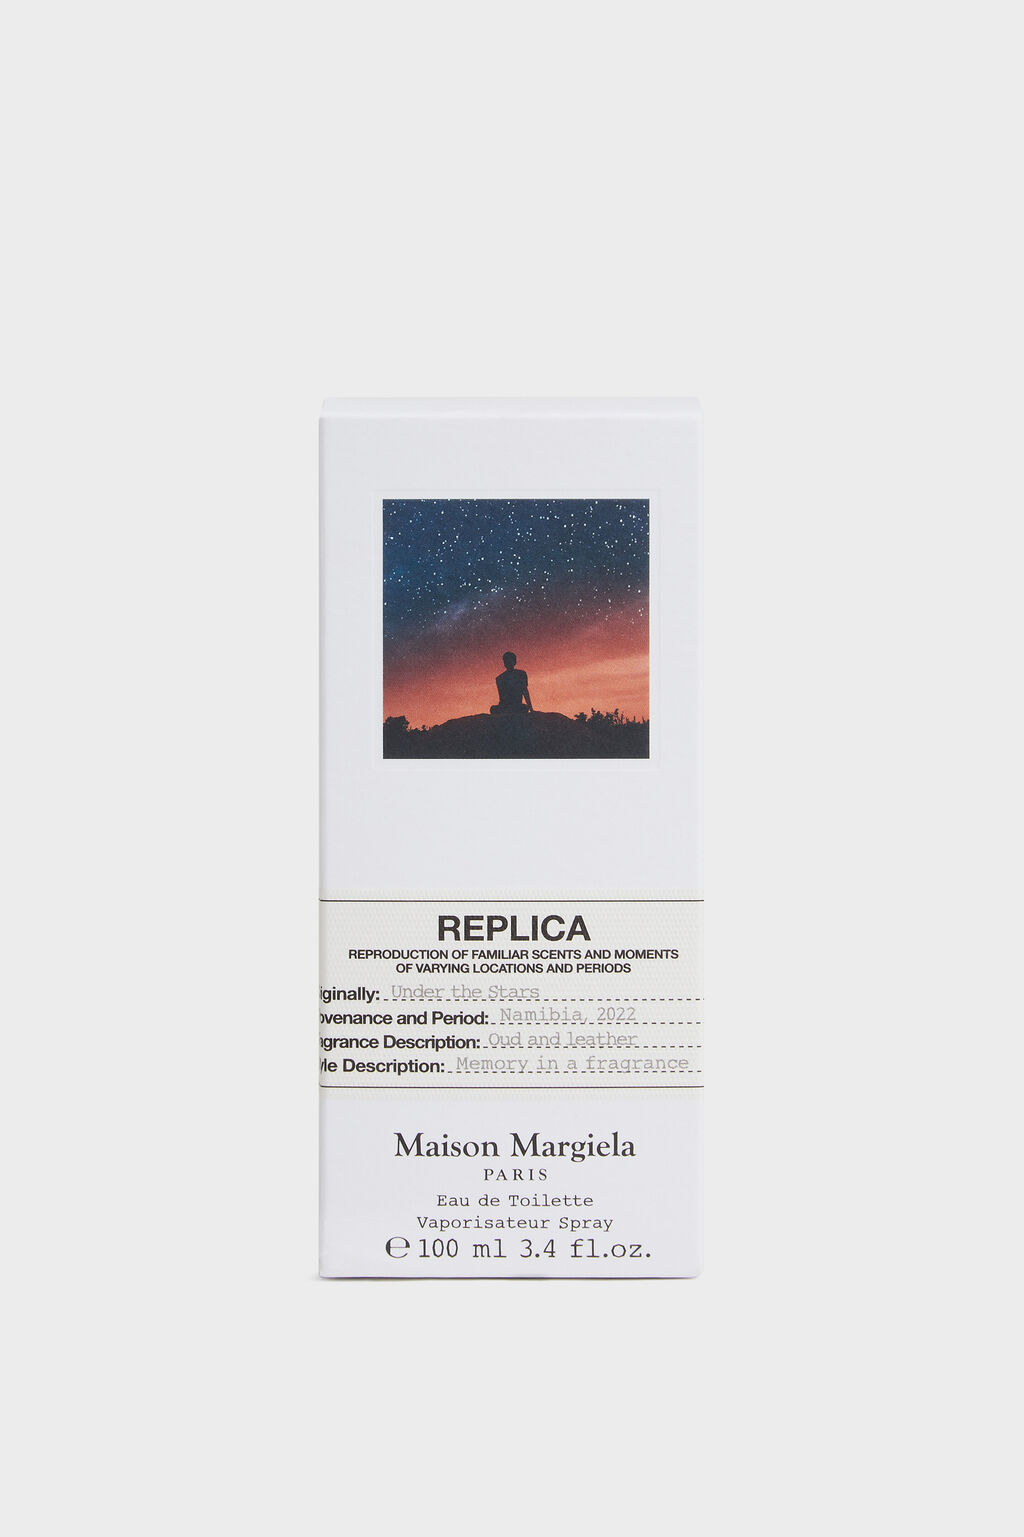 REPLICA
REPRODUCTION OF FAMILIAR SCENTS AND MOMENTS
OF VARYING LOCATIONS AND PERIODS
iginally: Under the Stars
ovenance and Period: Namibia, 2022
agrance Description: Oud and leather
yle Description: Memory in a fragrance
Maison Margiela
PARIS
Eau de Toilette
Vaporisateur Spray
℮ 100 ml 3.4 fl.oz.